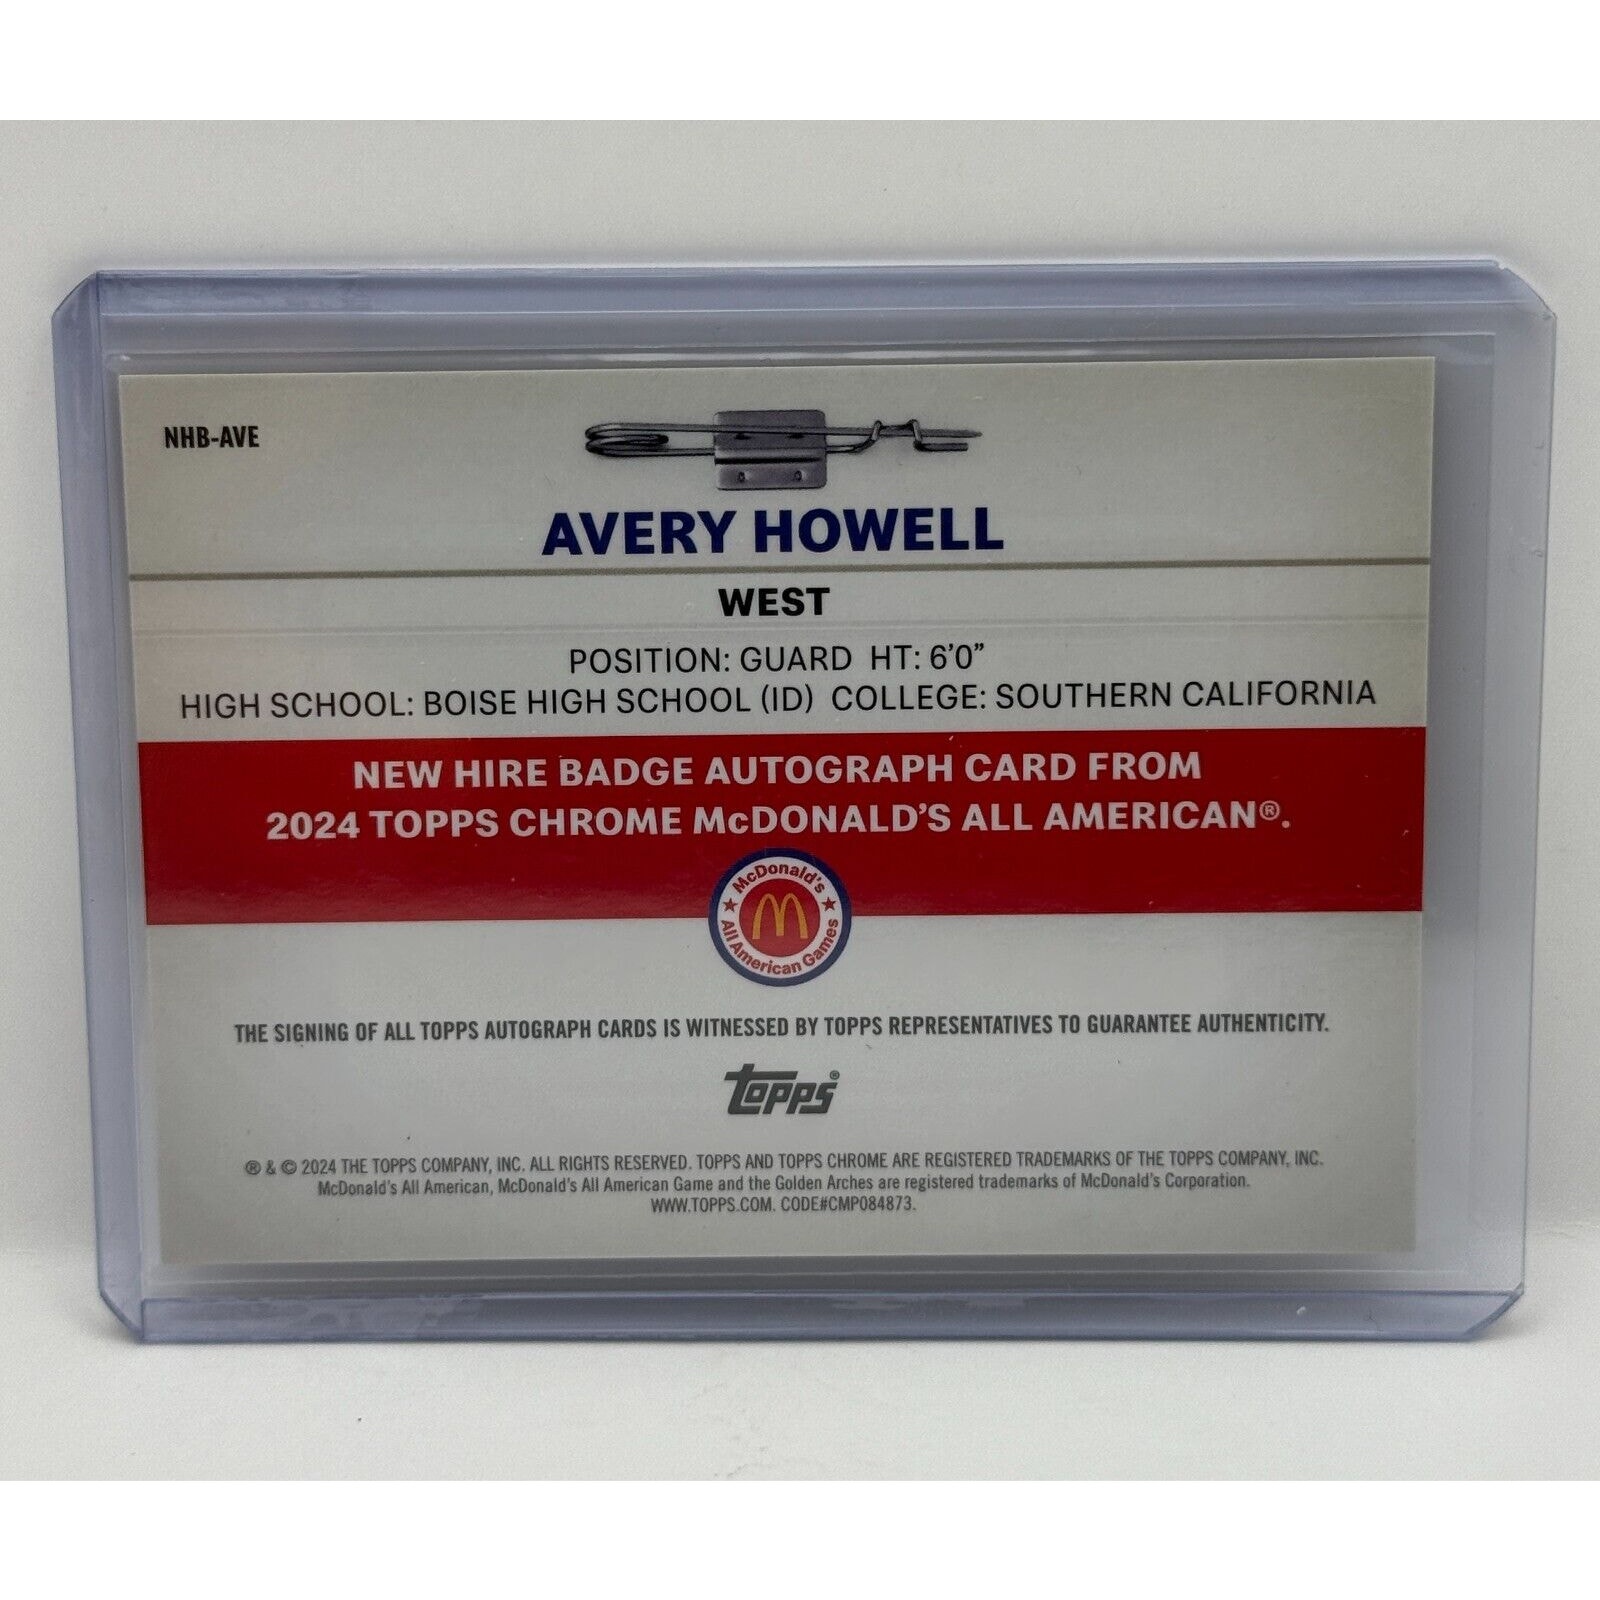 NHB-AVE
AVERY HOWELL
WEST
POSITION: GUARD HT: 6'0"
HIGH SCHOOL: BOISE HIGH SCHOOL (ID) COLLEGE: SOUTHERN CALIFORNIA
NEW HIRE BADGE AUTOGRAPH CARD FROM
2024 TOPPS CHROME McDONALD'S ALL AMERICAN®.
McDonald's
All American Games
THE SIGNING OF ALL TOPPS AUTOGRAPH CARDS IS WITNESSED BY TOPPS REPRESENTATIVES TO GUARANTEE AUTHENTICITY.
topps®
® & © 2024 THE TOPPS COMPANY, INC. ALL RIGHTS RESERVED. TOPPS AND TOPPS CHROME ARE REGISTERED TRADEMARKS OF THE TOPPS COMPANY, INC.
McDonald's All American, McDonald's All American Game and the Golden Arches are registered trademarks of McDonald's Corporation.
WWW.TOPPS.COM. CODE#CMP084873.